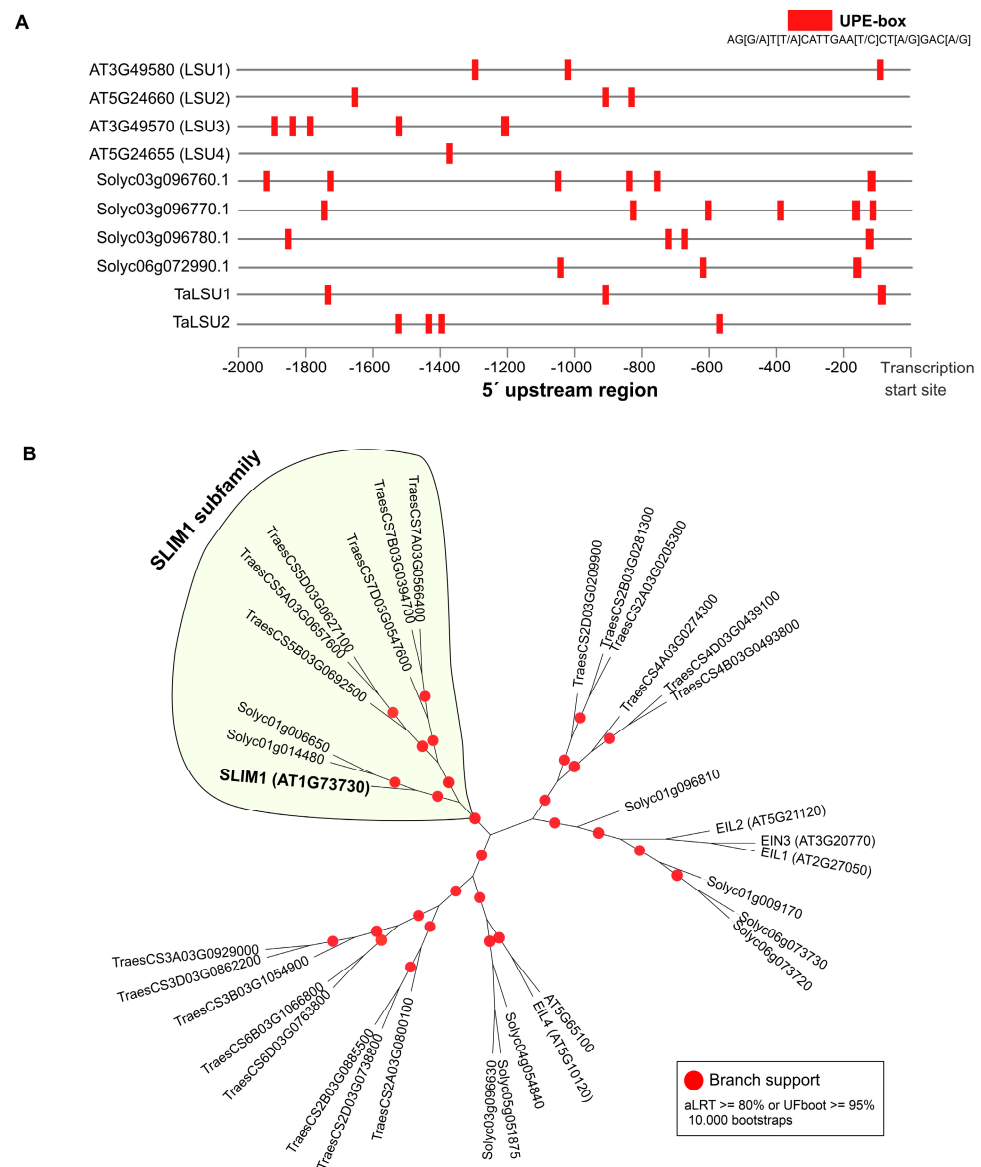 A
UPE-box
AG[G/A]T[T/A]CATTGAA[T/C]CT[A/G]GAC[A/G]
AT3G49580 (LSU1)
AT5G24660 (LSU2)
AT3G49570 (LSU3)
AT5G24655 (LSU4)
Solyc03g096760.1
Solyc03g096770.1
Solyc03g096780.1
Solyc06g072990.1
TaLSU1
TaLSU2
-2000 -1800 -1600 -1400 -1200 -1000 -800 -600 -400 -200 Transcription
start site
5´ upstream region
B
SLIM1 subfamily
TraesCS7A03G0566400
TraesCS7B03G0394700
TraesCS7D03G0547600
TraesCS5D03G0627100
TraesCS5A03G0657600
TraesCS5B03G0692500
Solyc01g006650
Solyc01g014480
SLIM1 (AT1G73730)
TraesCS2D03G0209900
TraesCS2B03G0281300
TraesCS2A03G0205300
TraesCS4A03G0274300
TraesCS4D03G0439100
TraesCS4B03G0493800
Solyc01g096810
EIL2 (AT5G21120)
EIN3 (AT3G20770)
EIL1 (AT2G27050)
Solyc01g009170
Solyc06g073730
Solyc06g073720
TraesCS3A03G0929000
TraesCS3D03G0862200
TraesCS3B03G1054900
TraesCS6B03G1066800
TraesCS6D03G0763800
TraesCS2B03G0885500
TraesCS2D03G0738800
TraesCS2A03G0800100
Solyc03g096630
Solyc05g051875
Solyc04g054840
EIL4 (AT5G10120)
AT5G65100
Branch support
aLRT >= 80% or UFboot >= 95%
10.000 bootstraps